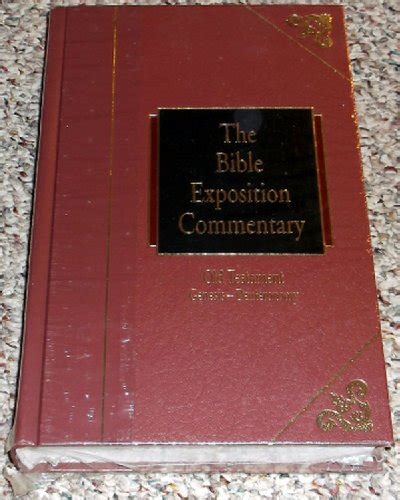 The
Bible
Exposition
Commentary
Old Testament
Genesis – Deuteronomy